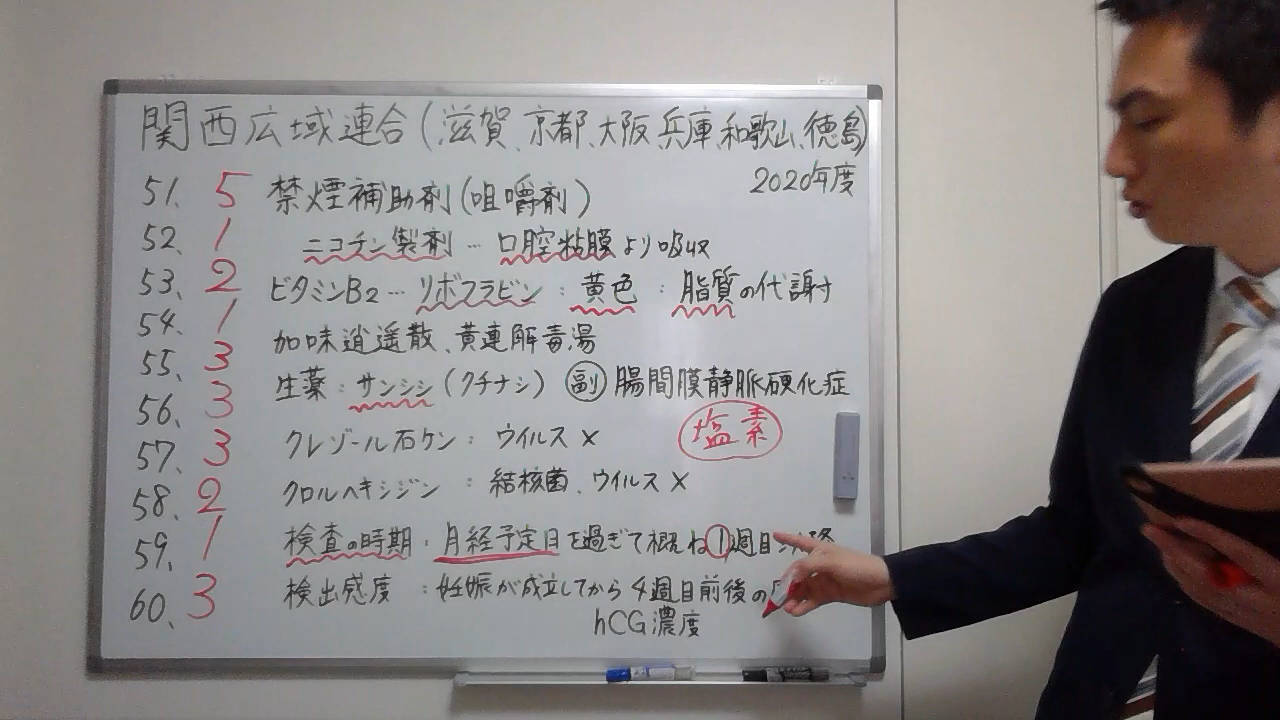 関西広域連合(滋賀、京都、大阪、兵庫、和歌山、徳島)
2020年度
51、 5 禁煙補助剤(咀嚼剤)
52、 1 ニコチン製剤…口腔粘膜より吸収
53、 2 ビタミンB2…リボフラビン:黄色:脂質の代謝
54、 1 加味逍遥散、黄連解毒湯
55、 3 生薬:サンシシ(クチナシ) 副 腸間膜静脈硬化症
56、 3
57、 3 クレゾール石ケン:ウイルス× 塩素
58、 2 クロルヘキシジン:結核菌、ウイルス×
59、 1 検査の時期:月経予定日を過ぎて概ね1週目
60、 3 検出感度:妊娠が成立してから4週目前後の
hCG濃度